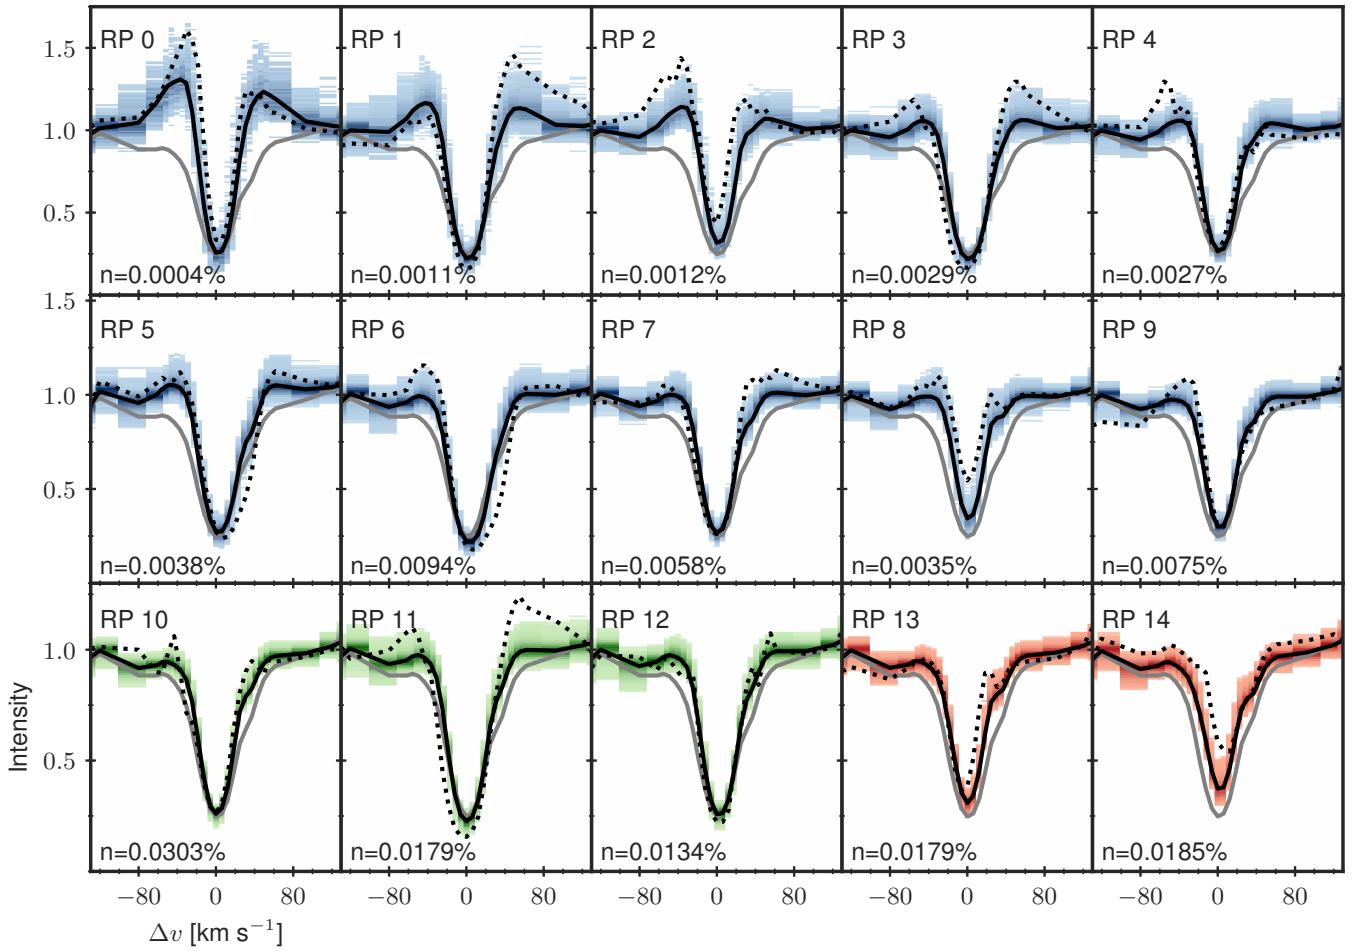 RP 0 RP 1 RP 2 RP 3 RP 4
1.5
1.0
0.5
n=0.0004% n=0.0011% n=0.0012% n=0.0029% n=0.0027%
1.5
RP 5 RP 6 RP 7 RP 8 RP 9
1.0
0.5
n=0.0038% n=0.0094% n=0.0058% n=0.0035% n=0.0075%
RP 10 RP 11 RP 12 RP 13 RP 14
1.0
Intensity
0.5
n=0.0303% n=0.0179% n=0.0134% n=0.0179% n=0.0185%
−80 0 80 −80 0 80 −80 0 80 −80 0 80 −80 0 80
Δv [km s⁻¹]